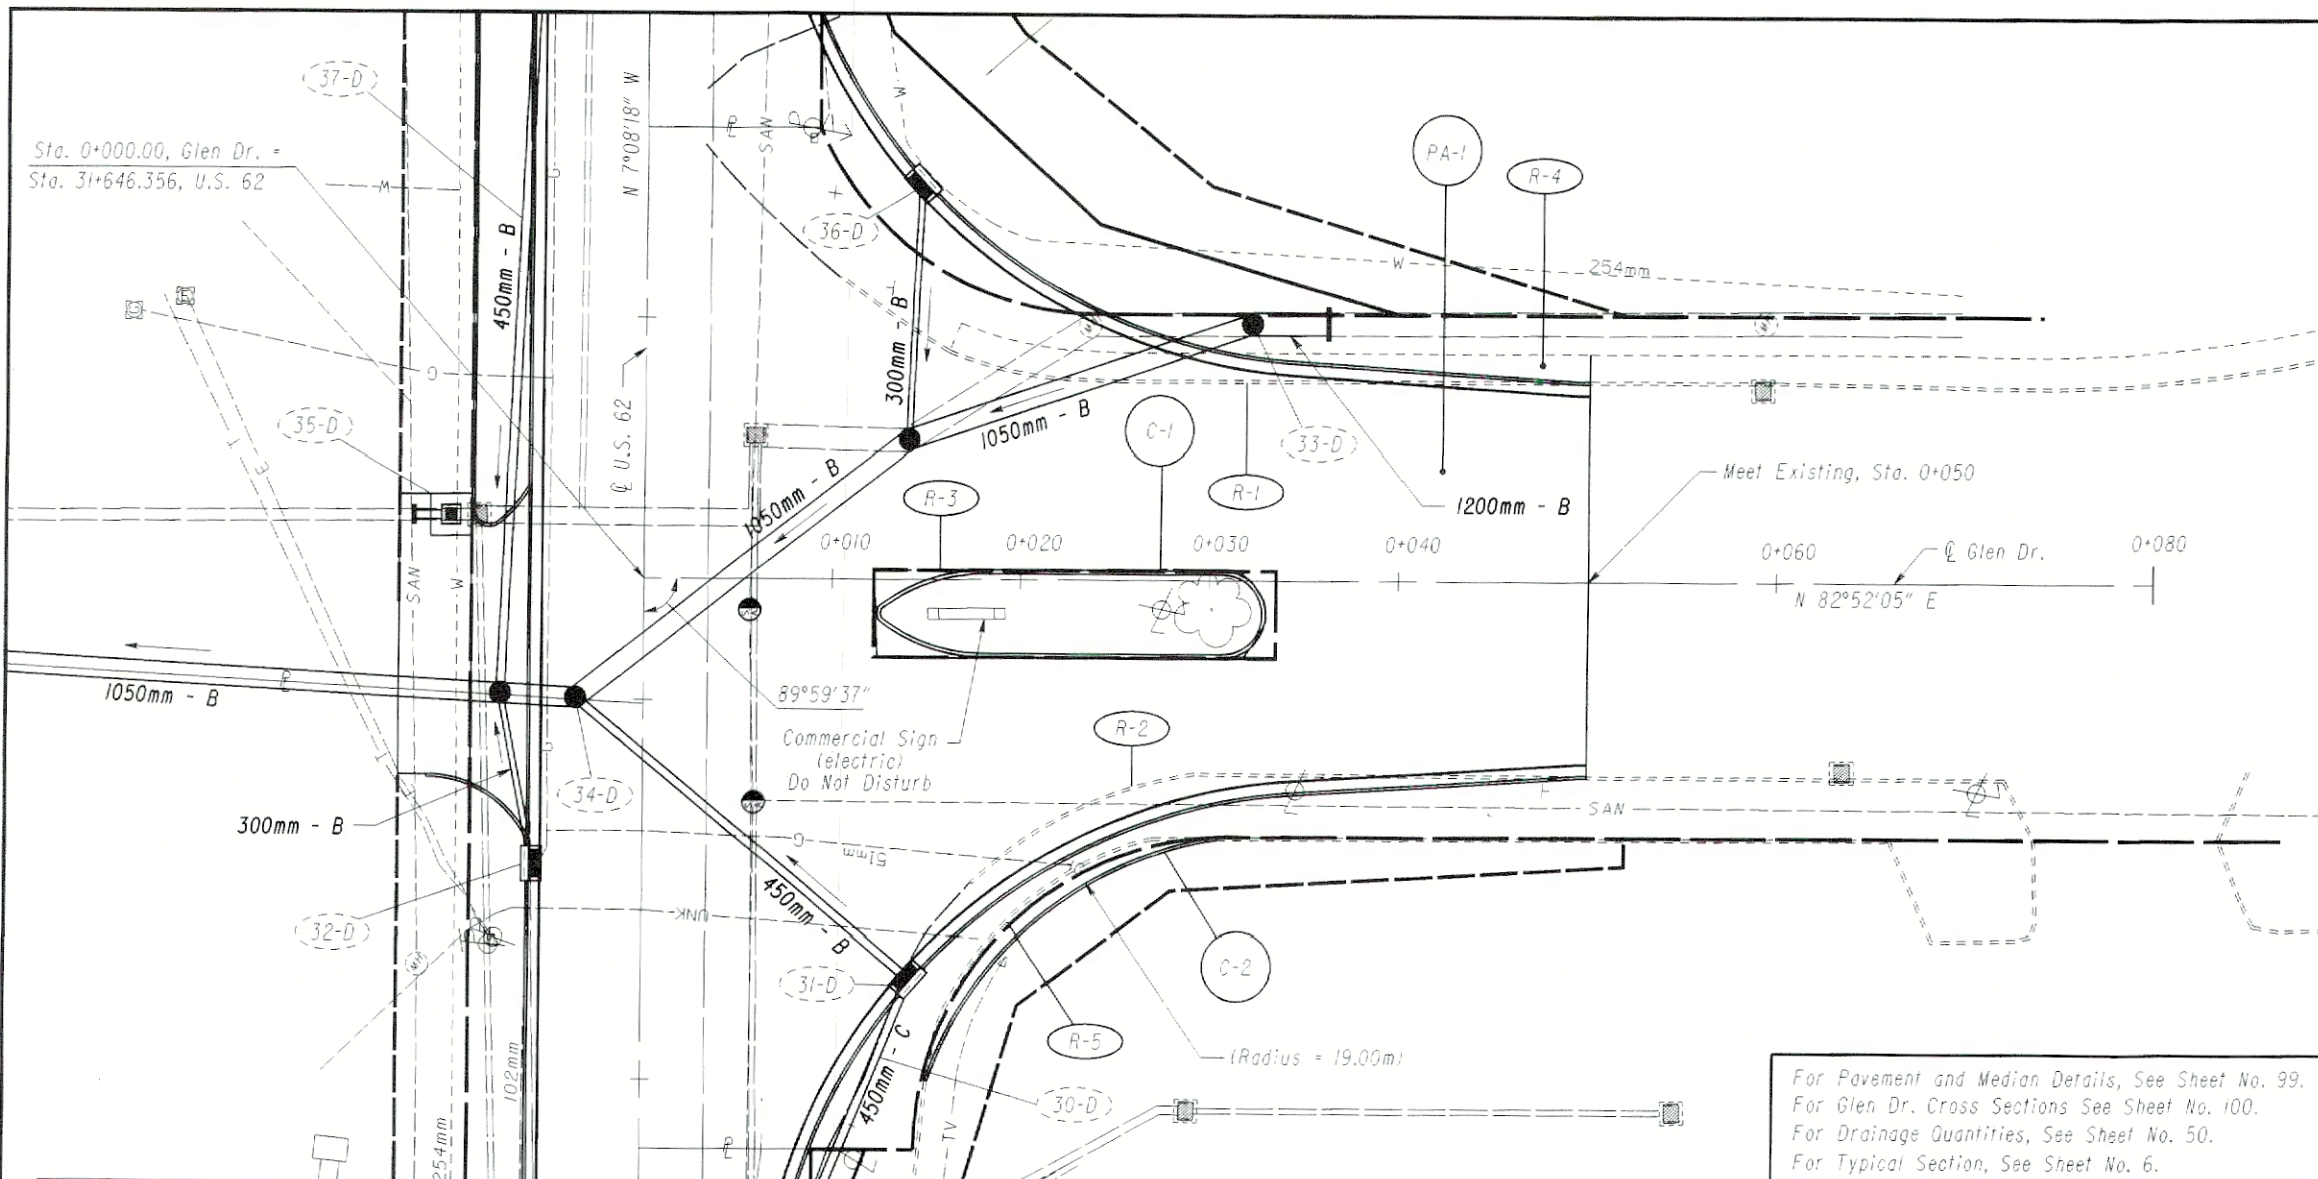 37-D
Sta. 0+000.00, Glen Dr. =
Sta. 31+646.356, U.S. 62
W
450mm - B
N 7°08'18" W
℄ U.S. 62
SAN
W
36-D
300mm - B
PA-1
R-4
W
254mm
G
35-D
1050mm - B
C-1
33-D
R-1
R-3
1050mm - B
1200mm - B
Meet Existing, Sta. 0+050
0+010
0+020
0+030
0+040
0+060
℄ Glen Dr.
0+080
N 82°52'05" E
SAN
W
E
T
1050mm - B
89°59'37"
Commercial Sign
(electric)
Do Not Disturb
R-2
34-D
300mm - B
G
51mm
SAN
450mm - B
UNK
32-D
MH
31-D
C-2
R-5
(Radius = 19.00m)
450mm - C
30-D
102mm
254mm
TV
For Pavement and Median Details, See Sheet No. 99.
For Glen Dr. Cross Sections See Sheet No. 100.
For Drainage Quantities, See Sheet No. 50.
For Typical Section, See Sheet No. 6.